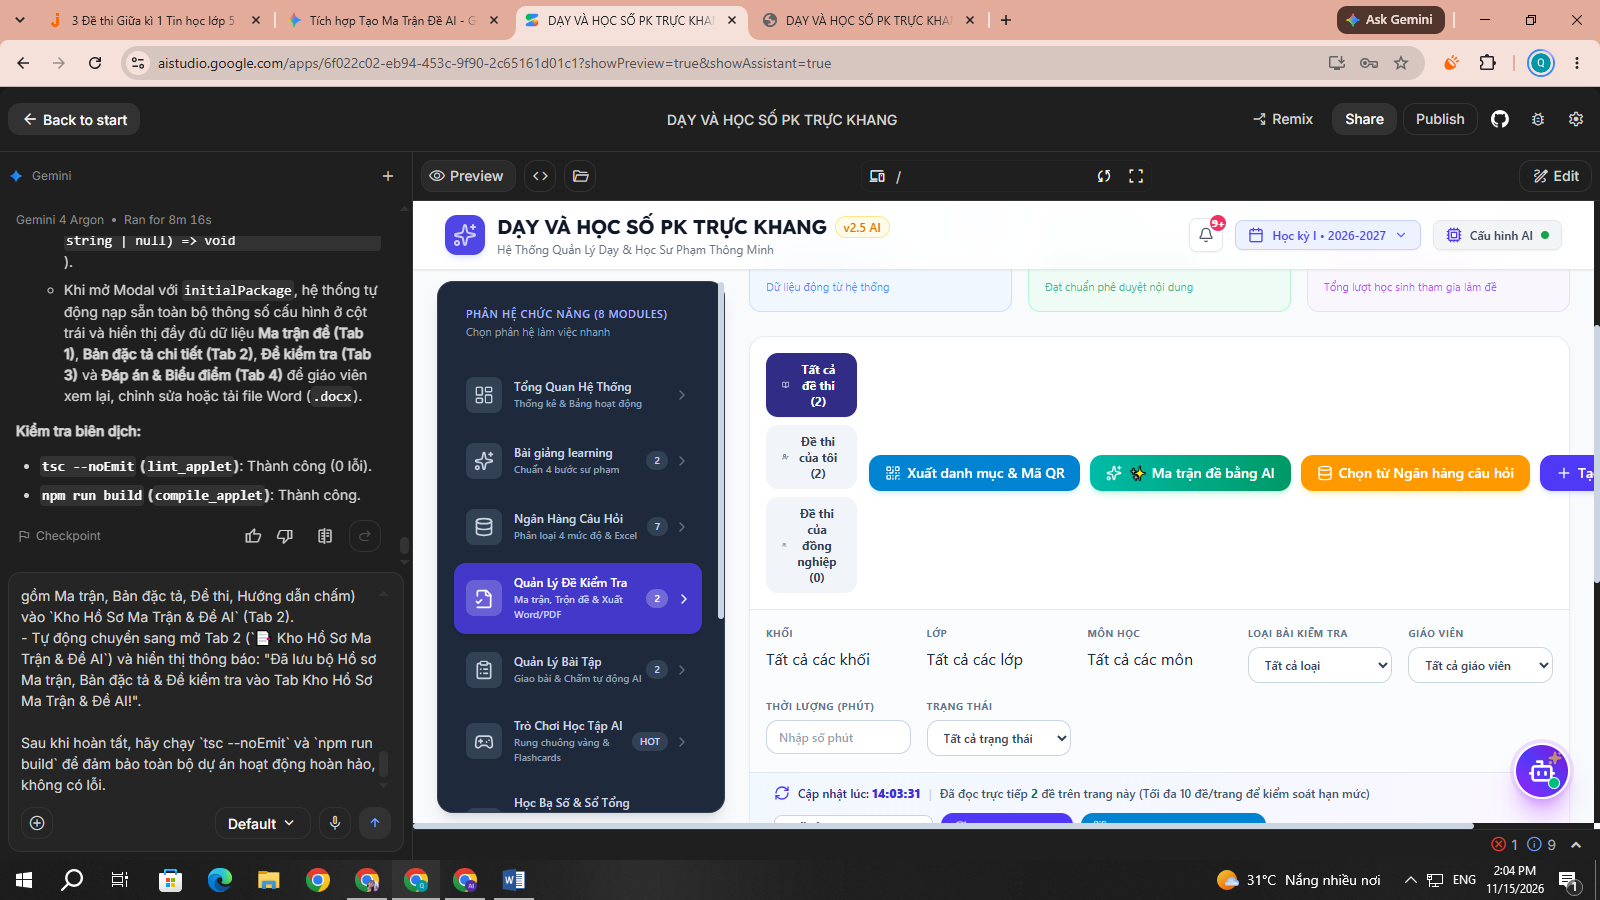 3 Đề thi Giữa kì 1 Tin học lớp 5
Tích hợp Tạo Ma Trận Đề AI - G
DẠY VÀ HỌC SỐ PK TRỰC KHA
DẠY VÀ HỌC SỐ PK TRỰC KHA
Ask Gemini
aistudio.google.com/apps/6f022c02-eb94-453c-9f90-2c65161d01c1?showPreview=true&showAssistant=true
Q
Back to start
DẠY VÀ HỌC SỐ PK TRỰC KHANG
Remix
Share
Publish
Gemini
Preview
/
Edit
Gemini 4 Argon • Ran for 8m 16s
string | null) => void
).
Khi mở Modal với initialPackage, hệ thống tự
động nạp sẵn toàn bộ thông số cấu hình ở cột
trái và hiển thị đầy đủ dữ liệu Ma trận đề (Tab
1), Bản đặc tả chi tiết (Tab 2), Đề kiểm tra (Tab
3) và Đáp án & Biểu điểm (Tab 4) để giáo viên
xem lại, chỉnh sửa hoặc tải file Word (.docx).
Kiểm tra biên dịch:
tsc --noEmit (lint_applet): Thành công (0 lỗi).
npm run build (compile_applet): Thành công.
Checkpoint
gồm Ma trận, Bản đặc tả, Đề thi, Hướng dẫn chấm)
vào `Kho Hồ Sơ Ma Trận & Đề AI` (Tab 2).
- Tự động chuyển sang mở Tab 2 (`📑 Kho Hồ Sơ Ma
Trận & Đề AI`) và hiển thị thông báo: "Đã lưu bộ Hồ sơ
Ma trận, Bản đặc tả & Đề kiểm tra vào Tab Kho Hồ Sơ
Ma Trận & Đề AI!".
Sau khi hoàn tất, hãy chạy `tsc --noEmit` và `npm run
build` để đảm bảo toàn bộ dự án hoạt động hoàn hảo,
không có lỗi.
Default
DẠY VÀ HỌC SỐ PK TRỰC KHANG
v2.5 AI
Hệ Thống Quản Lý Dạy & Học Sư Phạm Thông Minh
9+
Học kỳ I • 2026-2027
Cấu hình AI
PHÂN HỆ CHỨC NĂNG (8 MODULES)
Chọn phân hệ làm việc nhanh
Tổng Quan Hệ Thống
Thống kê & Bảng hoạt động
Bài giảng learning
Chuẩn 4 bước sư phạm
2
Ngân Hàng Câu Hỏi
Phân loại 4 mức độ & Excel
7
Quản Lý Đề Kiểm Tra
Ma trận, Trộn đề & Xuất
Word/PDF
2
Quản Lý Bài Tập
Giao bài & Chấm tự động AI
2
Trò Chơi Học Tập AI
Rung chuông vàng &
Flashcards
HOT
Học Bạ Số & Sổ Tổng
Dữ liệu động từ hệ thống
Đạt chuẩn phê duyệt nội dung
Tổng lượt học sinh tham gia làm đề
Tất cả
đề thi
(2)
Đề thi
của tôi
(2)
Đề thi
của
đồng
nghiệp
(0)
Xuất danh mục & Mã QR
Ma trận đề bằng AI
Chọn từ Ngân hàng câu hỏi
+ Tạ
KHỐI
LỚP
MÔN HỌC
LOẠI BÀI KIỂM TRA
GIÁO VIÊN
Tất cả các khối
Tất cả các lớp
Tất cả các môn
Tất cả loại
Tất cả giáo viên
THỜI LƯỢNG (PHÚT)
TRẠNG THÁI
Nhập số phút
Tất cả trạng thái
Cập nhật lúc: 14:03:31 | Đã đọc trực tiếp 2 đề trên trang này (Tối đa 10 đề/trang để kiểm soát hạn mức)
1
9
31°C Nắng nhiều nơi
ENG
2:04 PM
11/15/2026
1